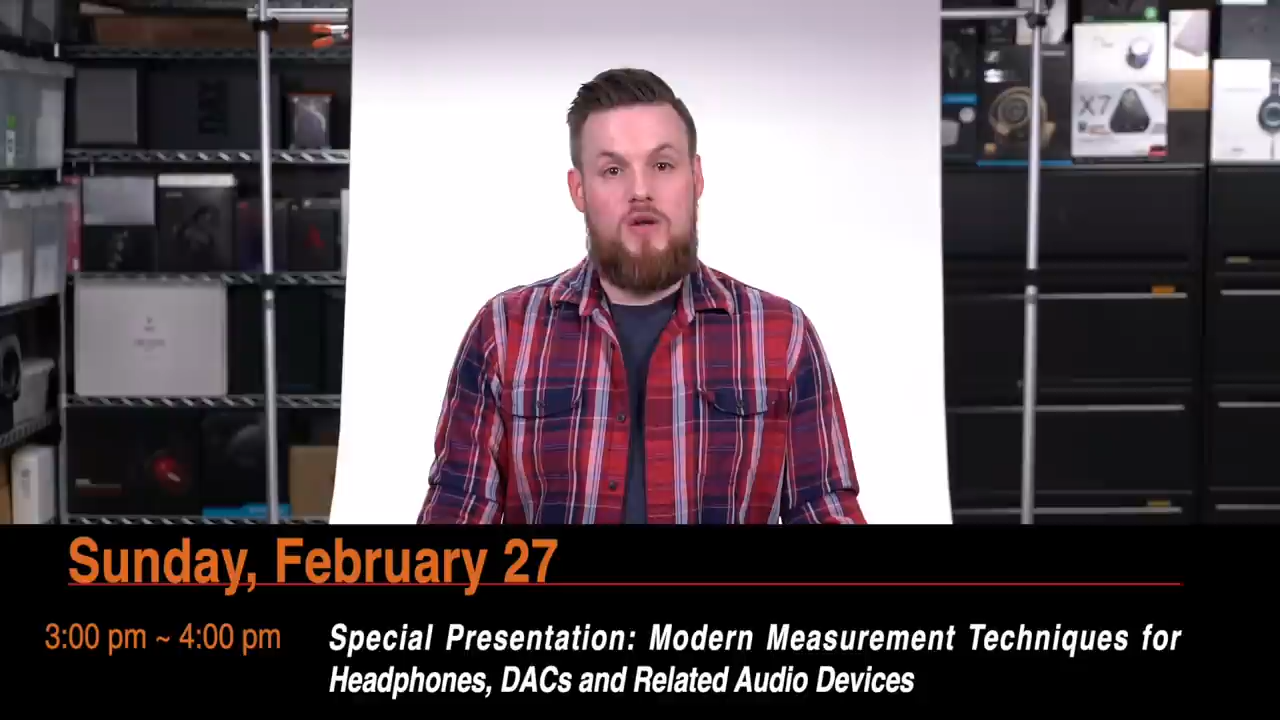 X7
Sunday, February 27
3:00 pm ~ 4:00 pm
Special Presentation: Modern Measurement Techniques for
Headphones, DACs and Related Audio Devices